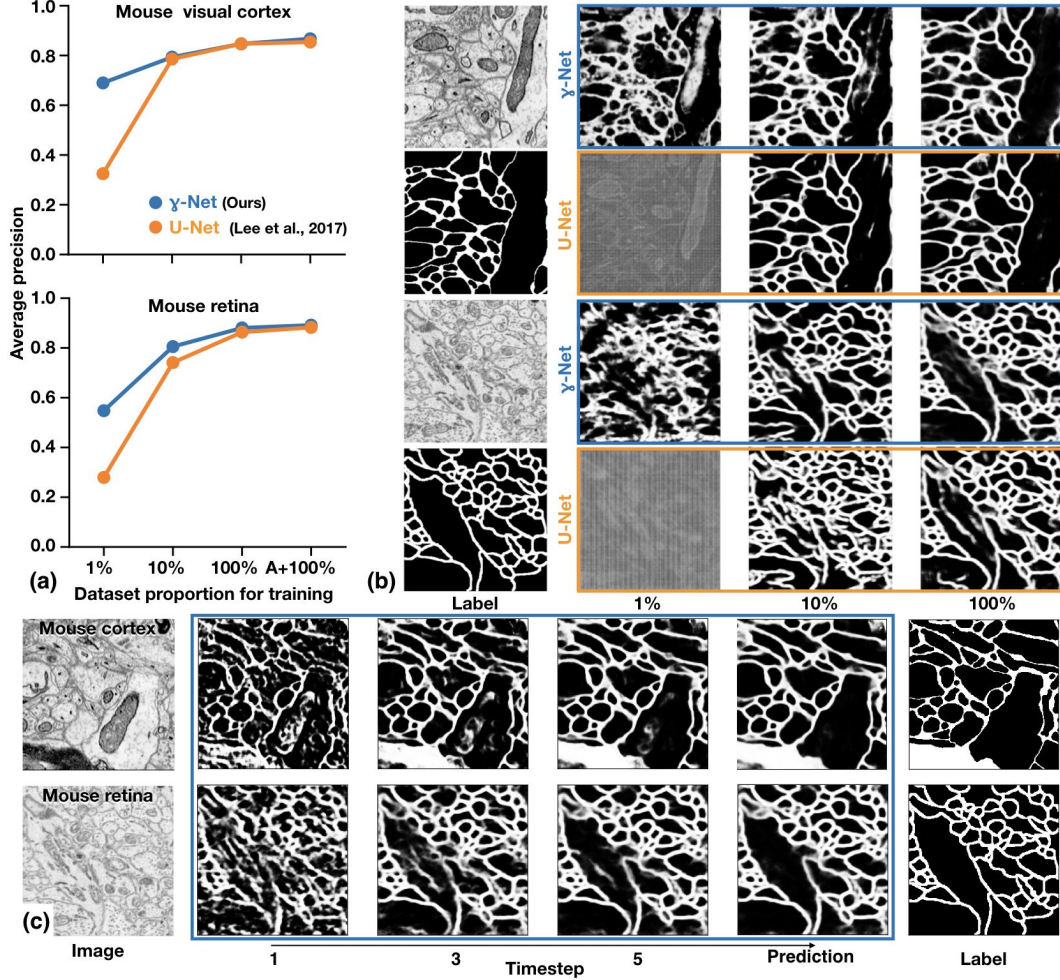 Mouse visual cortex
1.0
0.8
0.6
0.4
0.2
0.0
ɣ-Net (Ours)
U-Net (Lee et al., 2017)
Average precision
Mouse retina
1.0
0.8
0.6
0.4
0.2
0.0
1% 10% 100% A+100%
(a)
Dataset proportion for training
ɣ-Net
U-Net
ɣ-Net
U-Net
(b)
Label 1% 10% 100%
Mouse cortex
Mouse retina
(c)
Image
1 3 5 Prediction
Timestep
Label